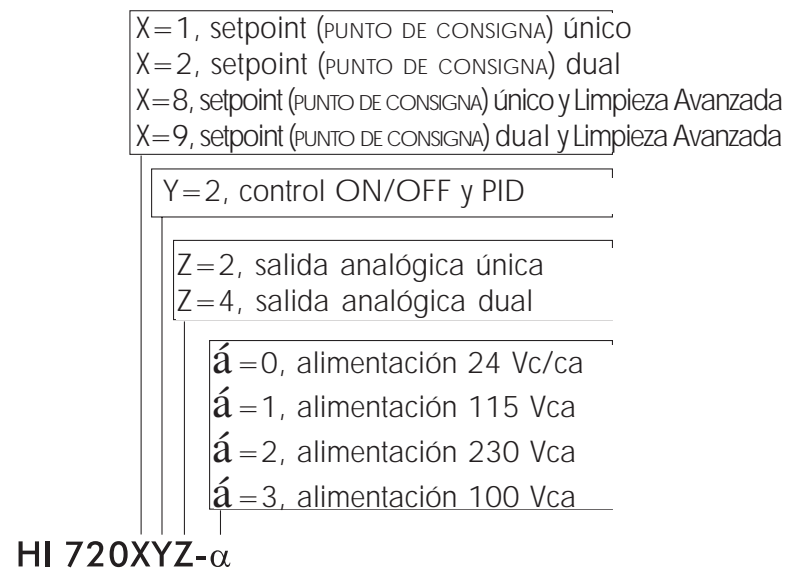 X=1, setpoint (PUNTO DE CONSIGNA) único
X=2, setpoint (PUNTO DE CONSIGNA) dual
X=8, setpoint (PUNTO DE CONSIGNA) único y Limpieza Avanzada
X=9, setpoint (PUNTO DE CONSIGNA) dual y Limpieza Avanzada
Y=2, control ON/OFF y PID
Z=2, salida analógica única
Z=4, salida analógica dual
á=0, alimentación 24 Vc/ca
á=1, alimentación 115 Vca
á=2, alimentación 230 Vca
á=3, alimentación 100 Vca
HI 720XYZ-α